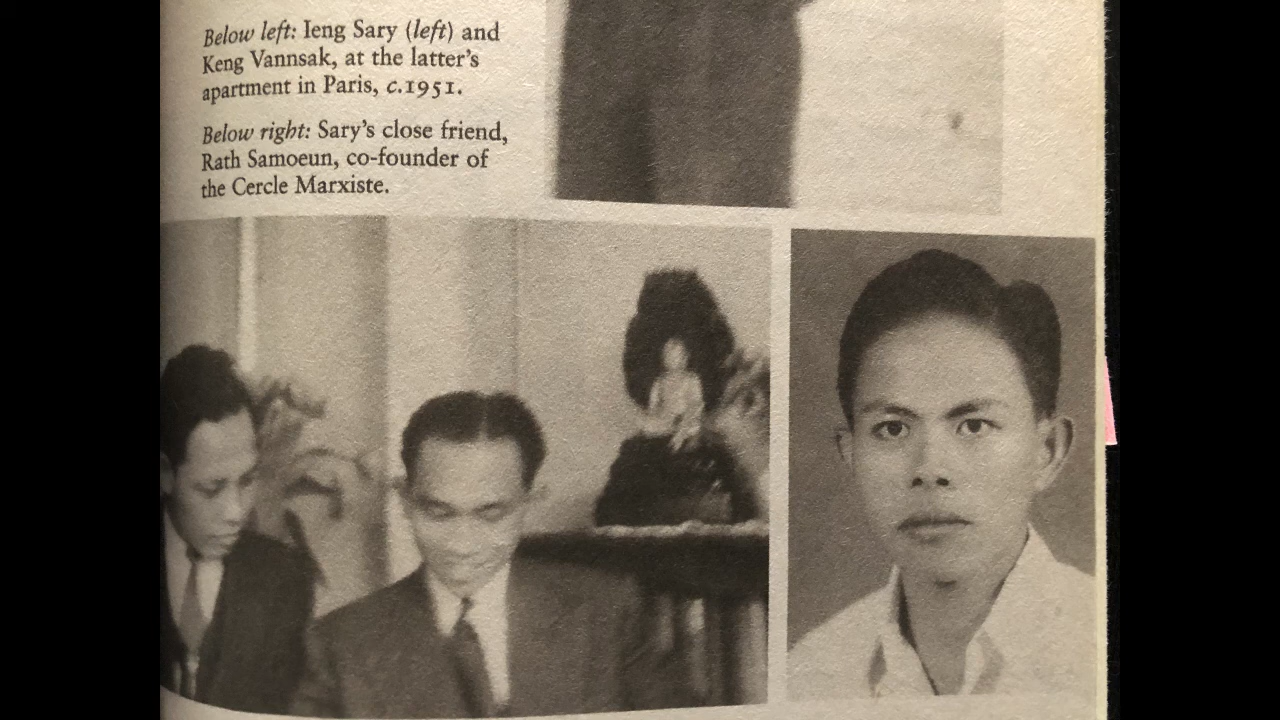 Below left: Ieng Sary (left) and
Keng Vannsak, at the latter's
apartment in Paris, c.1951.
Below right: Sary's close friend,
Rath Samoeun, co-founder of
the Cercle Marxiste.